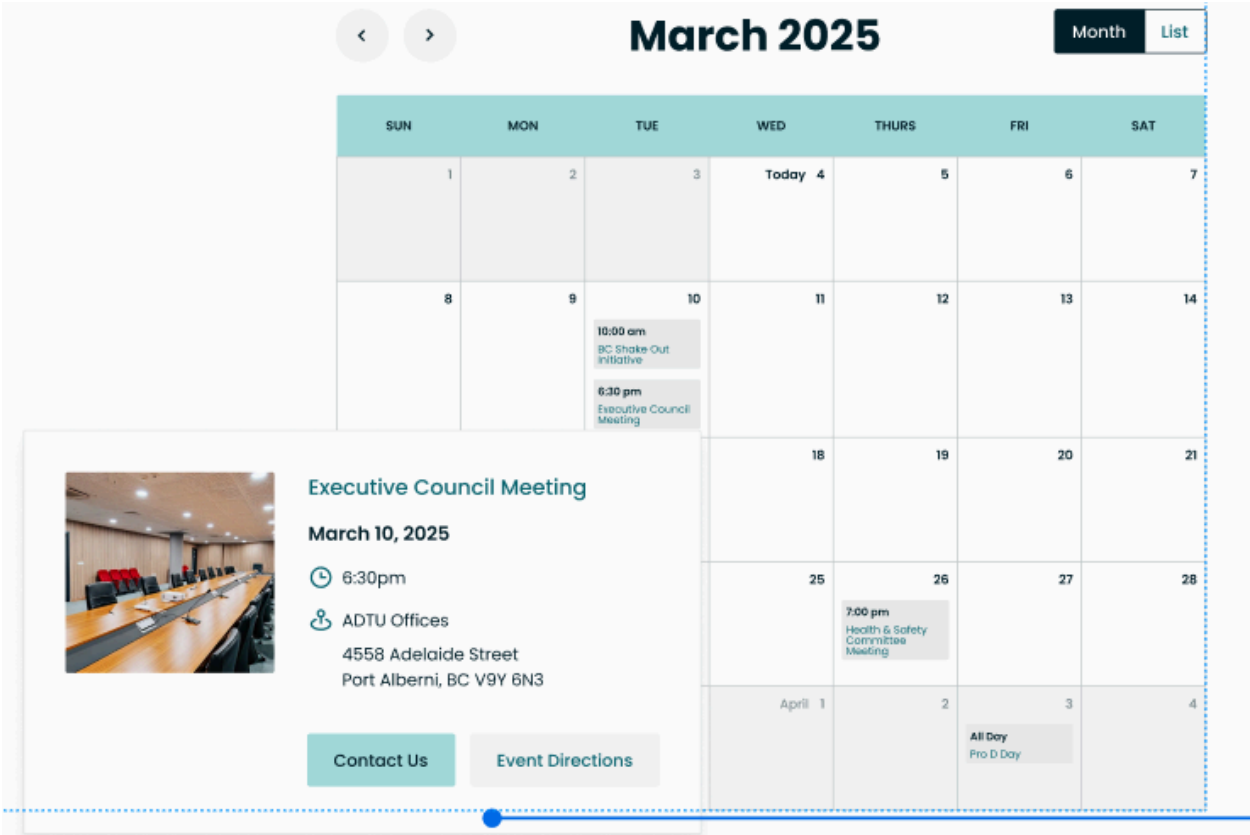 March 2025
Month
List
SUN MON TUE WED THURS FRI SAT
1 2 3 Today 4 5 6 7
8 9 10 11 12 13 14
10:00 am
BC Shake Out
Initiative
6:30 pm
Executive Council
Meeting
18 19 20 21
25 26 27 28
7:00 pm
Health & Safety
Committee
Meeting
April 1 2 3 4
All Day
Pro D Day
Executive Council Meeting
March 10, 2025
6:30pm
ADTU Offices
4558 Adelaide Street
Port Alberni, BC V9Y 6N3
Contact Us
Event Directions